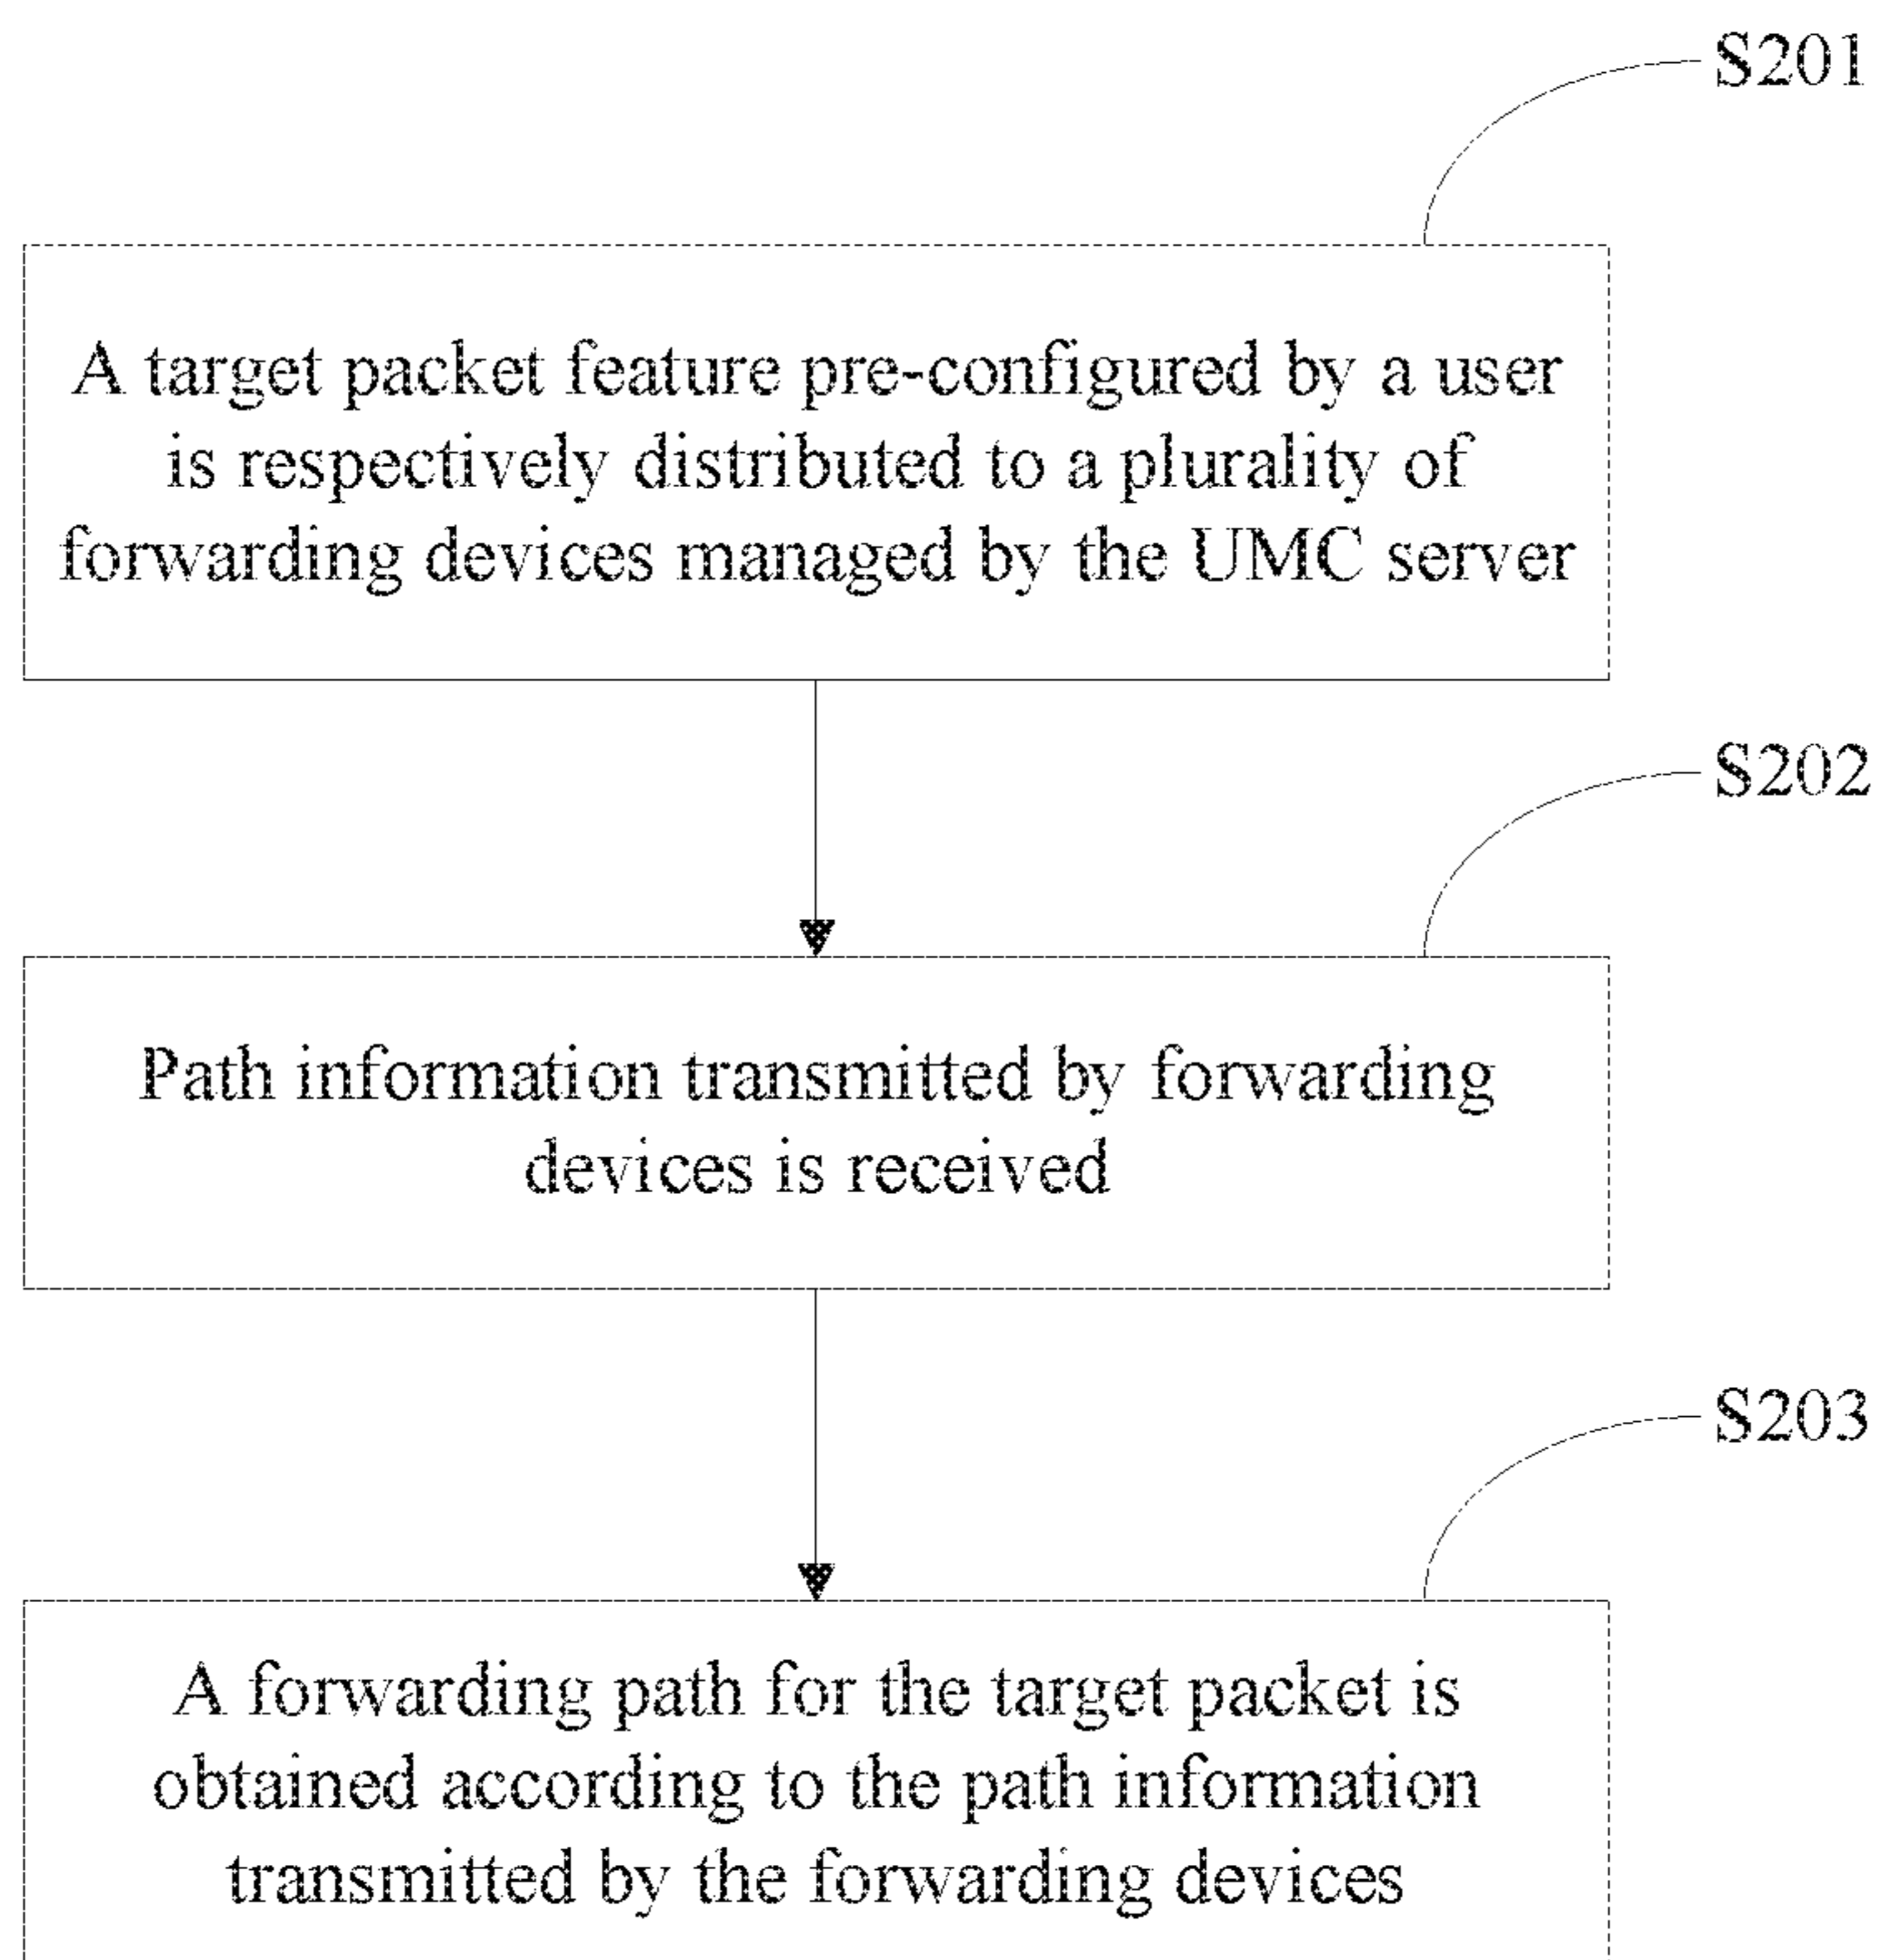 S201
A target packet feature pre-configured by a user
is respectively distributed to a plurality of
forwarding devices managed by the UMC server
S202
Path information transmitted by forwarding
devices is received
S203
A forwarding path for the target packet is
obtained according to the path information
transmitted by the forwarding devices